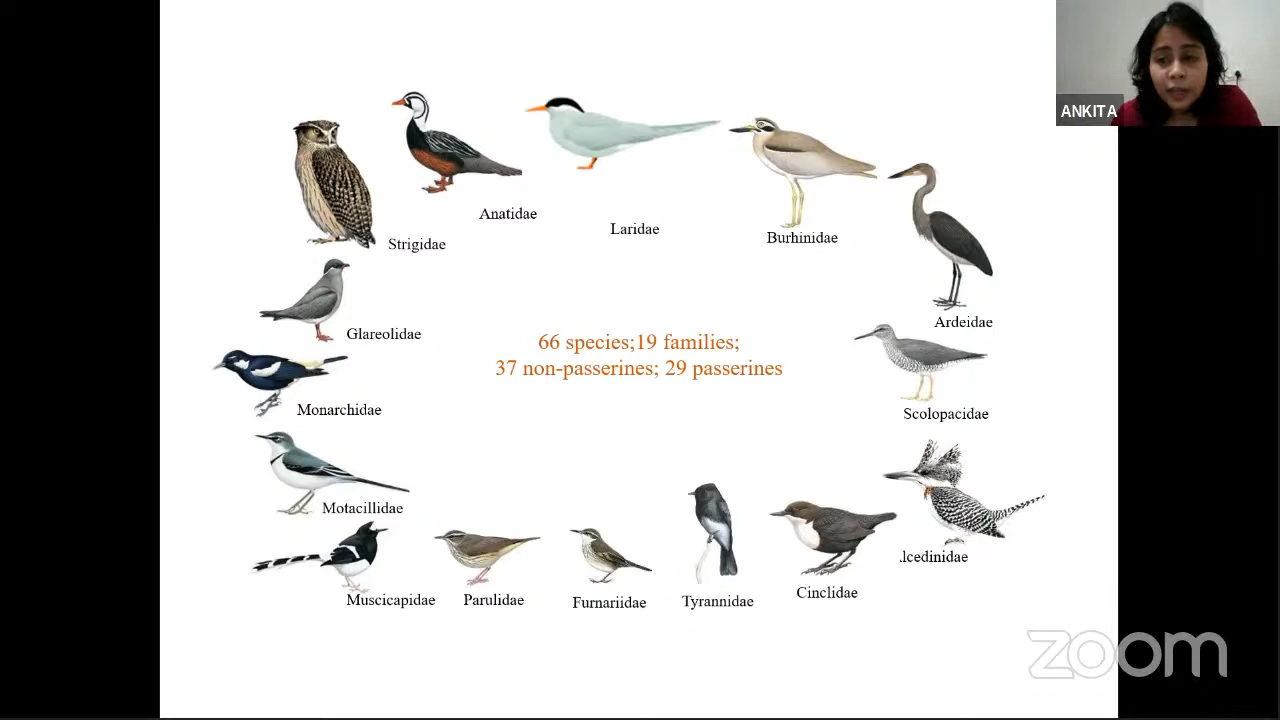 ANKITA
Anatidae
Laridae
Burhinidae
Strigidae
Ardeidae
Glareolidae
66 species;19 families;
37 non-passerines; 29 passerines
Monarchidae
Scolopacidae
Motacillidae
.lcedinidae
Muscicapidae
Parulidae
Furnariidae
Tyrannidae
Cinclidae
zoom